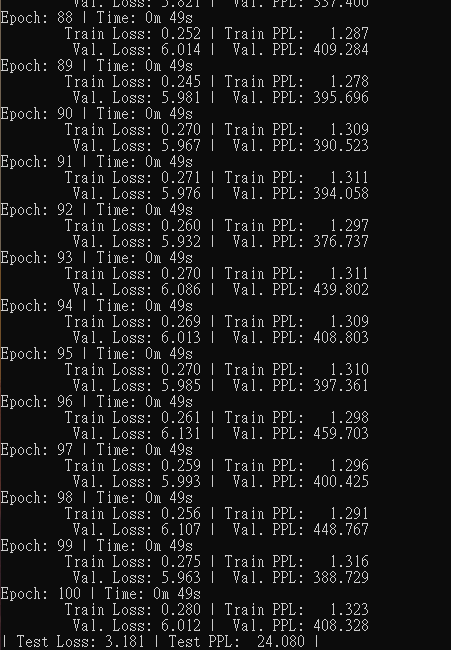 Val. Loss: 5.821 | Val. PPL: 337.400
Epoch: 88 | Time: 0m 49s
Train Loss: 0.252 | Train PPL: 1.287
Val. Loss: 6.014 | Val. PPL: 409.284
Epoch: 89 | Time: 0m 49s
Train Loss: 0.245 | Train PPL: 1.278
Val. Loss: 5.981 | Val. PPL: 395.696
Epoch: 90 | Time: 0m 49s
Train Loss: 0.270 | Train PPL: 1.309
Val. Loss: 5.967 | Val. PPL: 390.523
Epoch: 91 | Time: 0m 49s
Train Loss: 0.271 | Train PPL: 1.311
Val. Loss: 5.976 | Val. PPL: 394.058
Epoch: 92 | Time: 0m 49s
Train Loss: 0.260 | Train PPL: 1.297
Val. Loss: 5.932 | Val. PPL: 376.737
Epoch: 93 | Time: 0m 49s
Train Loss: 0.270 | Train PPL: 1.311
Val. Loss: 6.086 | Val. PPL: 439.802
Epoch: 94 | Time: 0m 49s
Train Loss: 0.269 | Train PPL: 1.309
Val. Loss: 6.013 | Val. PPL: 408.803
Epoch: 95 | Time: 0m 49s
Train Loss: 0.270 | Train PPL: 1.310
Val. Loss: 5.985 | Val. PPL: 397.361
Epoch: 96 | Time: 0m 49s
Train Loss: 0.261 | Train PPL: 1.298
Val. Loss: 6.131 | Val. PPL: 459.703
Epoch: 97 | Time: 0m 49s
Train Loss: 0.259 | Train PPL: 1.296
Val. Loss: 5.993 | Val. PPL: 400.425
Epoch: 98 | Time: 0m 49s
Train Loss: 0.256 | Train PPL: 1.291
Val. Loss: 6.107 | Val. PPL: 448.767
Epoch: 99 | Time: 0m 49s
Train Loss: 0.275 | Train PPL: 1.316
Val. Loss: 5.963 | Val. PPL: 388.729
Epoch: 100 | Time: 0m 49s
Train Loss: 0.280 | Train PPL: 1.323
Val. Loss: 6.012 | Val. PPL: 408.328
| Test Loss: 3.181 | Test PPL: 24.080 |